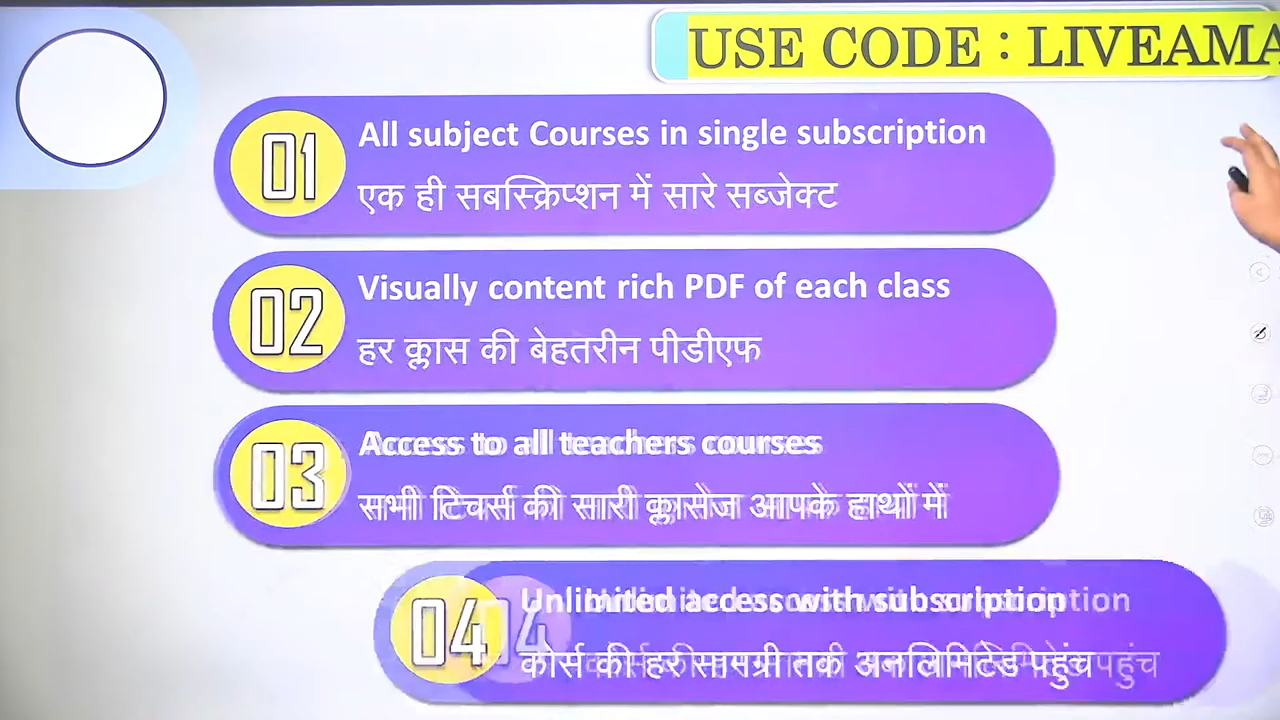 USE CODE : LIVEAMA
01
All subject Courses in single subscription
एक ही सबस्क्रिप्शन में सारे सब्जेक्ट
02
Visually content rich PDF of each class
हर क्लास की बेहतरीन पीडीएफ
03
Access to all teachers courses
सभी टिचर्स की सारी क्लासेज आपके हाथों में
04
Unlimited access with subscription
कोर्स की हर सामग्री तक अनलिमिटेड पहुंच